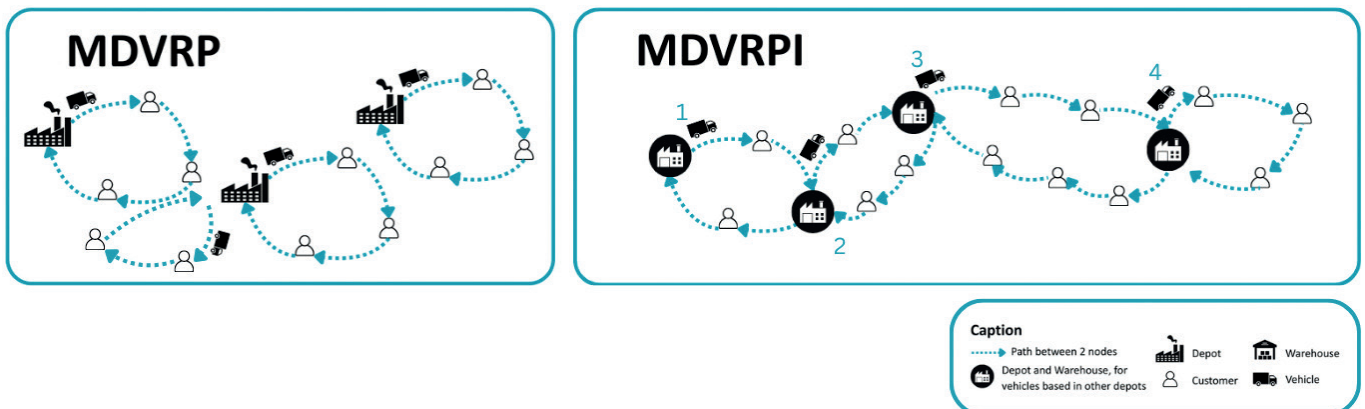 MDVRP
MDVRPI
1
2
3
4
Caption
Path between 2 nodes
Depot and Warehouse, for
vehicles based in other depots
Depot
Customer
Warehouse
Vehicle